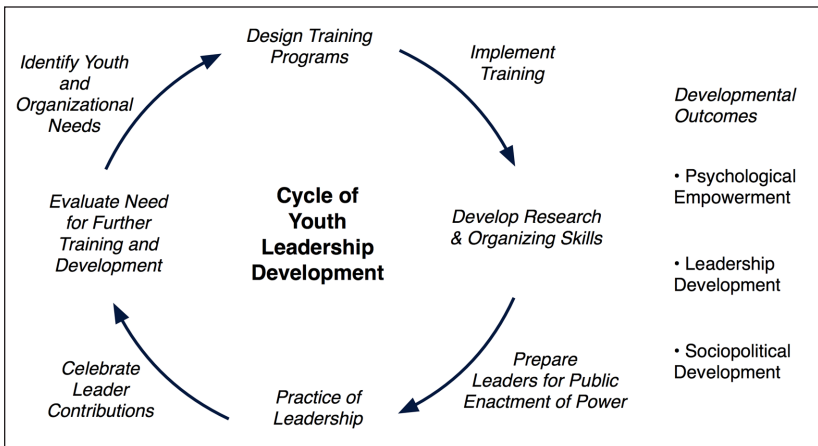 Design Training
Programs
Implement
Training
Develop Research
& Organizing Skills
Prepare
Leaders for Public
Enactment of Power
Practice of
Leadership
Celebrate
Leader
Contributions
Evaluate Need
for Further
Training and
Development
Identify Youth
and
Organizational
Needs
Cycle of
Youth
Leadership
Development
Developmental
Outcomes
• Psychological
Empowerment
• Leadership
Development
• Sociopolitical
Development